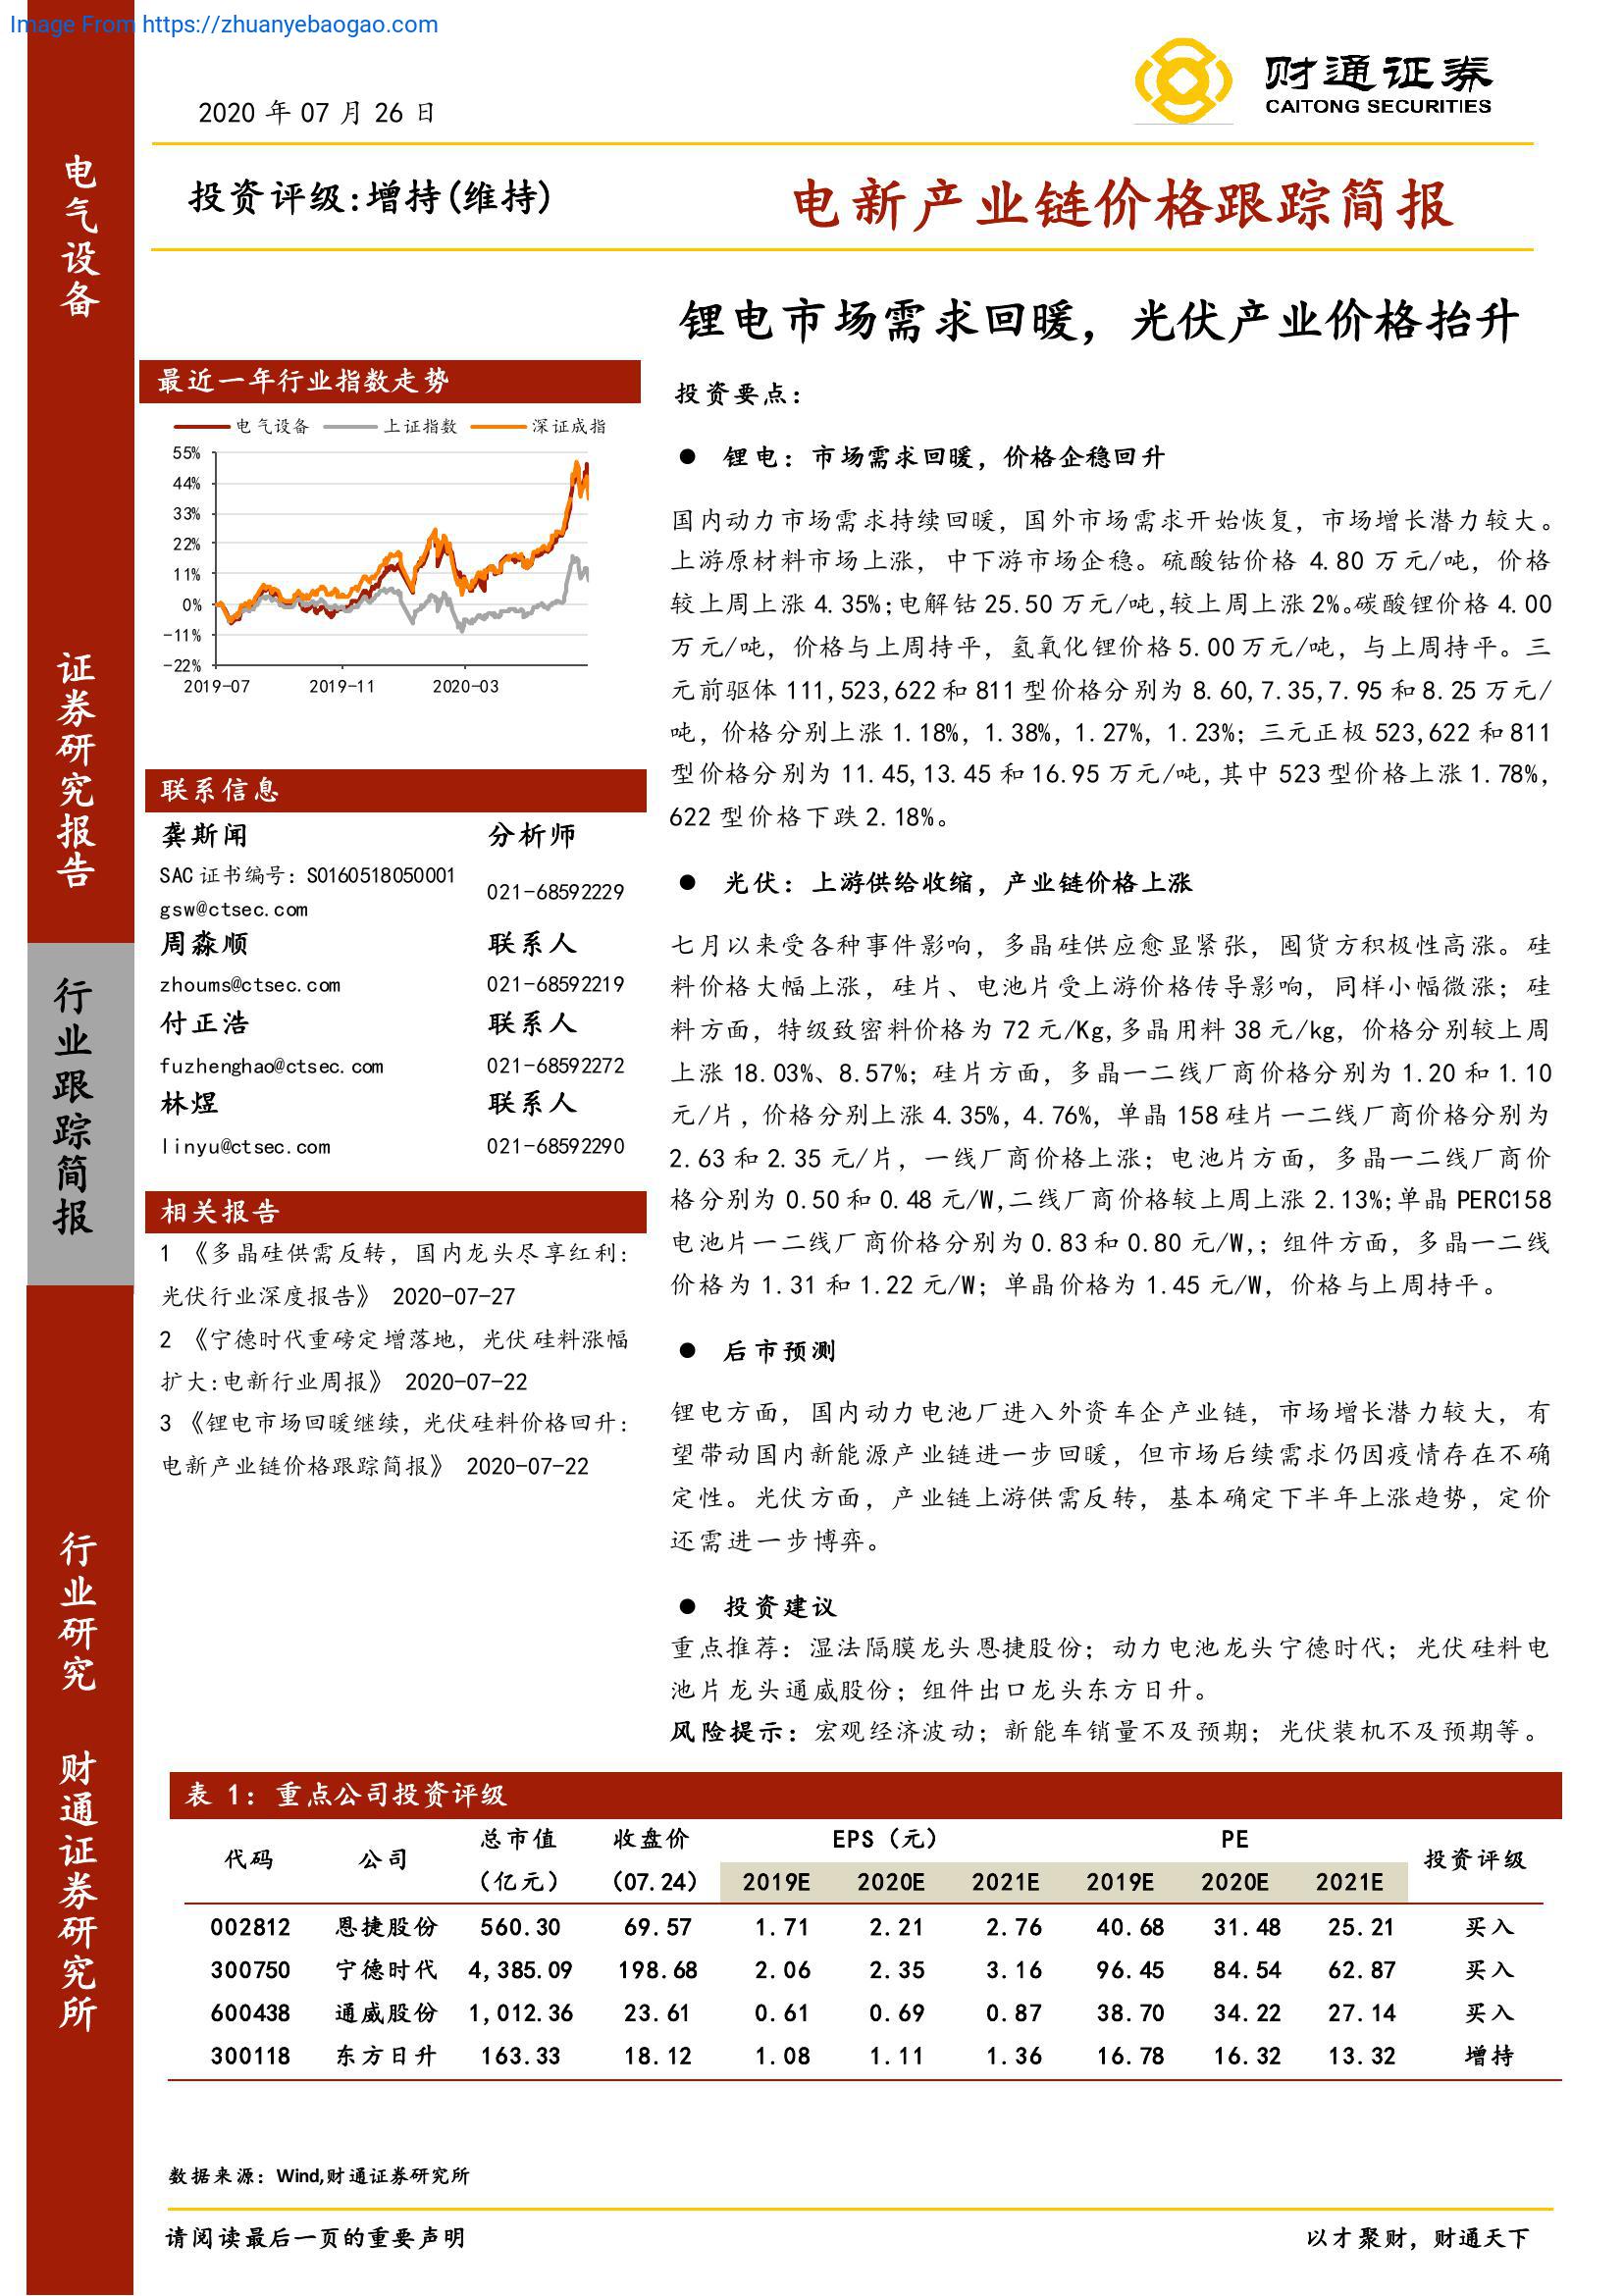 Image From https://zhuanyebaogao.com
财通证券
CAITONG SECURITIES
2020 年 07 月 26 日
投资评级:增持(维持)
电新产业链价格跟踪简报
电气设备
证券研究报告
行业跟踪简报
行业研究
财通证券研究所
最近一年行业指数走势
电气设备 上证指数 深证成指
55%
44%
33%
22%
11%
0%
-11%
-22%
2019-07 2019-11 2020-03
联系信息
龚斯闻 分析师
SAC 证书编号: S0160518050001
021-68592229
gsw@ctsec.com
周淼顺 联系人
zhoums@ctsec.com 021-68592219
付正浩 联系人
fuzhenghao@ctsec.com 021-68592272
林煜 联系人
linyu@ctsec.com 021-68592290
相关报告
1 《多晶硅供需反转，国内龙头尽享红利:
光伏行业深度报告》 2020-07-27
2 《宁德时代重磅定增落地，光伏硅料涨幅
扩大:电新行业周报》 2020-07-22
3 《锂电市场回暖继续，光伏硅料价格回升:
电新产业链价格跟踪简报》 2020-07-22
锂电市场需求回暖，光伏产业价格抬升
投资要点:
● 锂电：市场需求回暖，价格企稳回升
国内动力市场需求持续回暖，国外市场需求开始恢复，市场增长潜力较大。
上游原材料市场上涨，中下游市场企稳。硫酸钴价格 4.80 万元/吨，价格
较上周上涨 4.35%;电解钴 25.50 万元/吨,较上周上涨 2%。碳酸锂价格 4.00
万元/吨，价格与上周持平，氢氧化锂价格 5.00 万元/吨，与上周持平。三
元前驱体 111,523,622 和 811 型价格分别为 8.60,7.35,7.95 和 8.25 万元/
吨，价格分别上涨 1.18%，1.38%，1.27%，1.23%；三元正极 523,622 和 811
型价格分别为 11.45,13.45 和 16.95 万元/吨,其中 523 型价格上涨 1.78%，
622 型价格下跌 2.18%。
● 光伏：上游供给收缩，产业链价格上涨
七月以来受各种事件影响，多晶硅供应愈显紧张，囤货方积极性高涨。硅
料价格大幅上涨，硅片、电池片受上游价格传导影响，同样小幅微涨；硅
料方面，特级致密料价格为 72 元/Kg,多晶用料 38 元/kg，价格分别较上周
上涨 18.03%、8.57%；硅片方面，多晶一二线厂商价格分别为 1.20 和 1.10
元/片，价格分别上涨 4.35%，4.76%，单晶 158 硅片一二线厂商价格分别为
2.63 和 2.35 元/片，一线厂商价格上涨；电池片方面，多晶一二线厂商价
格分别为 0.50 和 0.48 元/W,二线厂商价格较上周上涨 2.13%;单晶 PERC158
电池片一二线厂商价格分别为 0.83 和 0.80 元/W,；组件方面，多晶一二线
价格为 1.31 和 1.22 元/W；单晶价格为 1.45 元/W，价格与上周持平。
● 后市预测
锂电方面，国内动力电池厂进入外资车企产业链，市场增长潜力较大，有
望带动国内新能源产业链进一步回暖，但市场后续需求仍因疫情存在不确
定性。光伏方面，产业链上游供需反转，基本确定下半年上涨趋势，定价
还需进一步博弈。
● 投资建议
重点推荐：湿法隔膜龙头恩捷股份；动力电池龙头宁德时代；光伏硅料电
池片龙头通威股份；组件出口龙头东方日升。
风险提示：宏观经济波动；新能车销量不及预期；光伏装机不及预期等。
表 1：重点公司投资评级
代码 公司 总市值 收盘价 EPS（元） PE 投资评级
（亿元） (07.24) 2019E 2020E 2021E 2019E 2020E 2021E
002812 恩捷股份 560.30 69.57 1.71 2.21 2.76 40.68 31.48 25.21 买入
300750 宁德时代 4,385.09 198.68 2.06 2.35 3.16 96.45 84.54 62.87 买入
600438 通威股份 1,012.36 23.61 0.61 0.69 0.87 38.70 34.22 27.14 买入
300118 东方日升 163.33 18.12 1.08 1.11 1.36 16.78 16.32 13.32 增持
数据来源：Wind,财通证券研究所
请阅读最后一页的重要声明 以才聚财，财通天下